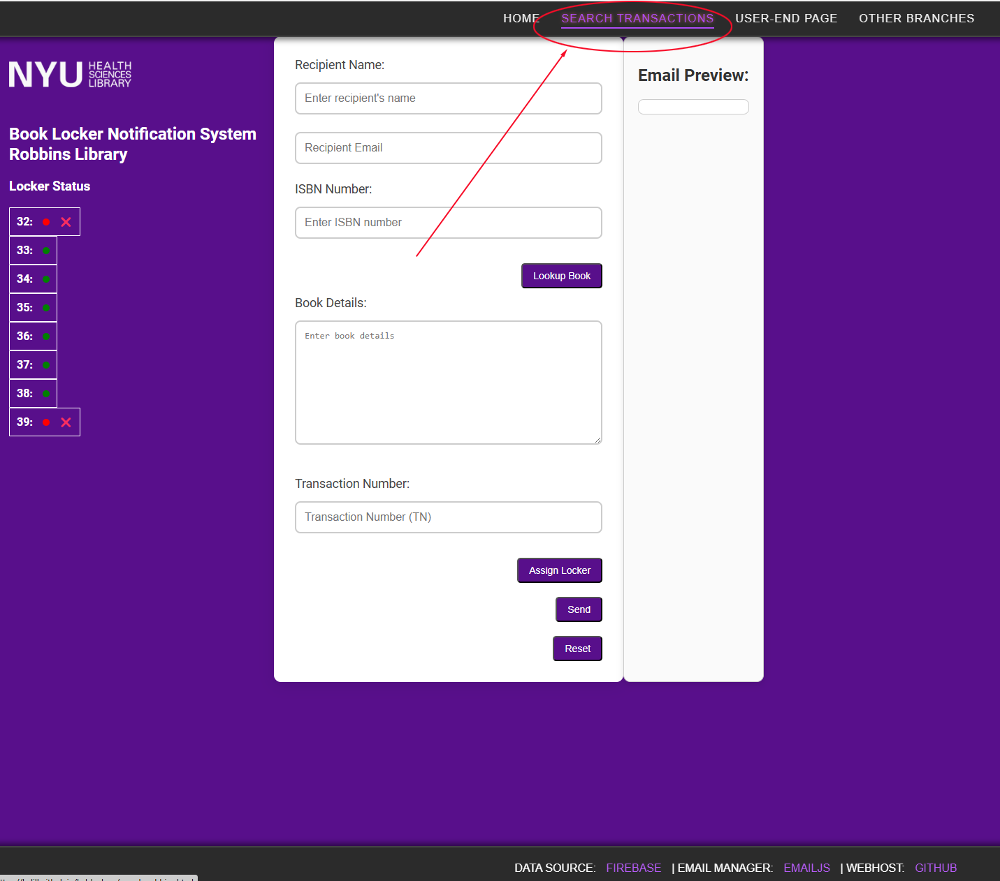 HOME SEARCH TRANSACTIONS USER-END PAGE OTHER BRANCHES
NYU HEALTH SCIENCES LIBRARY
Book Locker Notification System
Robbins Library
Locker Status
32:
33:
34:
35:
36:
37:
38:
39:
Recipient Name:
Enter recipient's name
Recipient Email
ISBN Number:
Enter ISBN number
Lookup Book
Book Details:
Enter book details
Transaction Number:
Transaction Number (TN)
Assign Locker
Send
Reset
Email Preview:
DATA SOURCE: FIREBASE | EMAIL MANAGER: EMAILJS | WEBHOST: GITHUB